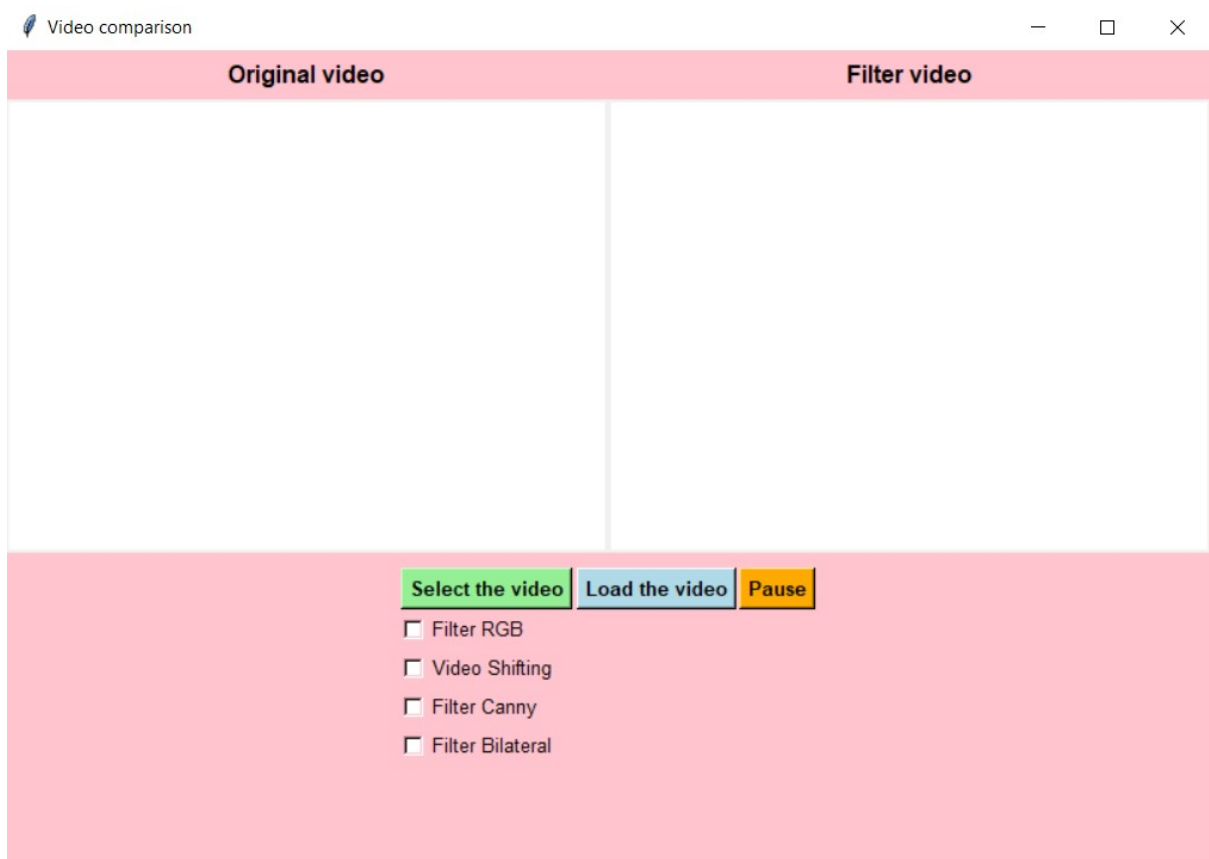 Video comparison
Original video Filter video
Select the video Load the video Pause
Filter RGB
Video Shifting
Filter Canny
Filter Bilateral